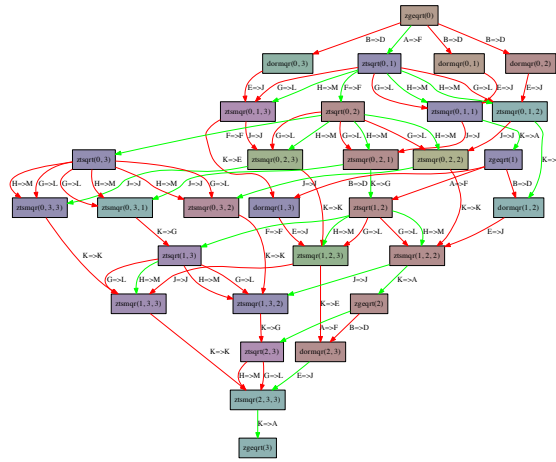 zgeqrt(0)
B=>D A=>F B=>D B=>D
dormqr(0, 3) ztsqrt(0, 1) dormqr(0, 1) dormqr(0, 2)
E=>J G=>L H=>M F=>F G=>L H=>M H=>M G=>L E=>J E=>J
ztsmqr(0, 1, 3) ztsqrt(0, 2) ztsmqr(0, 1, 1) ztsmqr(0, 1, 2)
F=>F J=>J G=>L H=>M G=>L H=>M G=>L J=>J J=>J K=>A
ztsqrt(0, 3) K=>E ztsmqr(0, 2, 3) ztsmqr(0, 2, 1) ztsmqr(0, 2, 2) zgeqrt(1) K=>
H=>M G=>L G=>L H=>M J=>J H=>M G=>L J=>J B=>D K=>G A=>F B=>D
ztsmqr(0, 3, 3) ztsmqr(0, 3, 1) ztsmqr(0, 3, 2) dormqr(1, 3) ztsqrt(1, 2) dormqr(1, 2)
K=>G F=>F E=>J K=>K H=>M G=>L G=>L H=>M K=>K E=>J
K=>K ztsqrt(1, 3) K=>K ztsmqr(1, 2, 3) ztsmqr(1, 2, 2)
G=>L H=>M H=>M G=>L J=>J J=>J K=>A
ztsmqr(1, 3, 3) ztsmqr(1, 3, 2) K=>E zgeqrt(2)
K=>K K=>G A=>F B=>D
ztsqrt(2, 3) dormqr(2, 3)
H=>M G=>L E=>J
ztsmqr(2, 3, 3)
K=>A
zgeqrt(3)